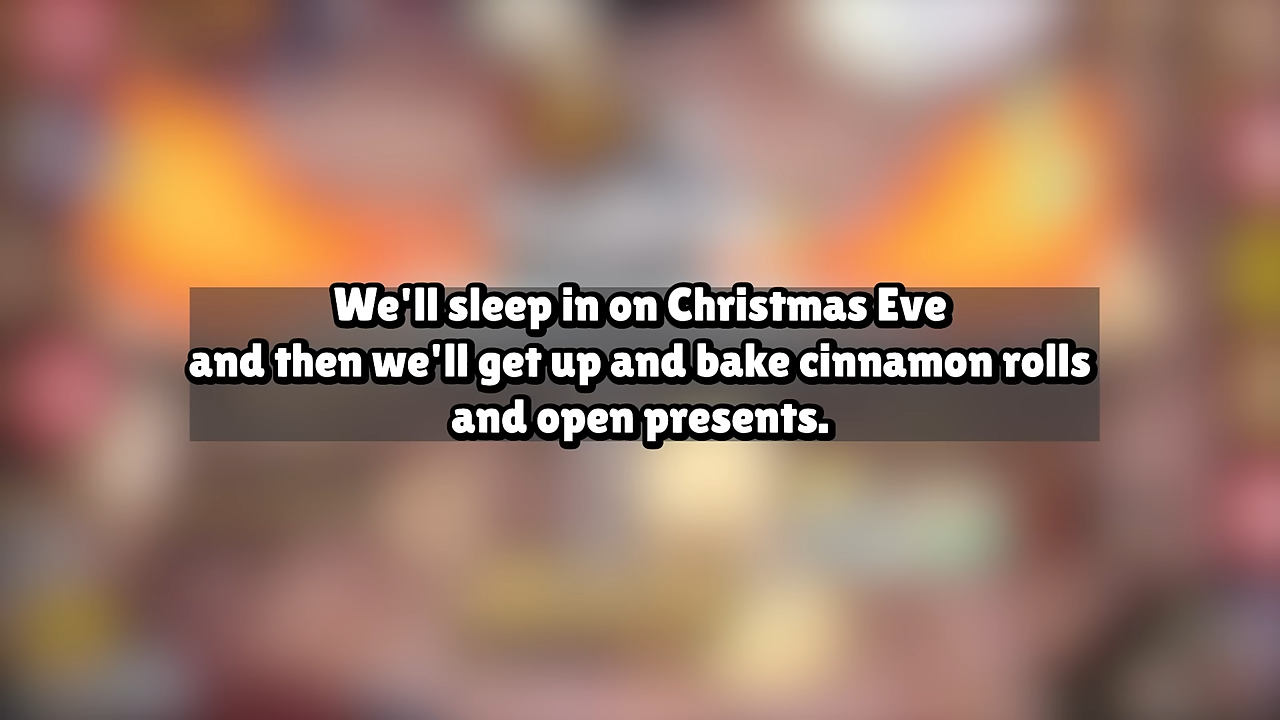 We'll sleep in on Christmas Eve
and then we'll get up and bake cinnamon rolls
and open presents.